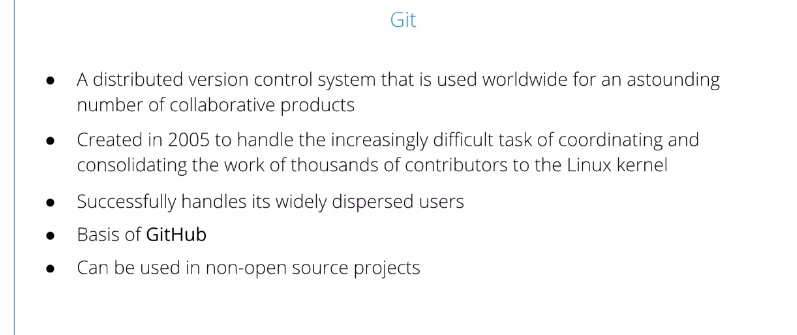 Git
● A distributed version control system that is used worldwide for an astounding
number of collaborative products
● Created in 2005 to handle the increasingly difficult task of coordinating and
consolidating the work of thousands of contributors to the Linux kernel
● Successfully handles its widely dispersed users
● Basis of GitHub
● Can be used in non-open source projects